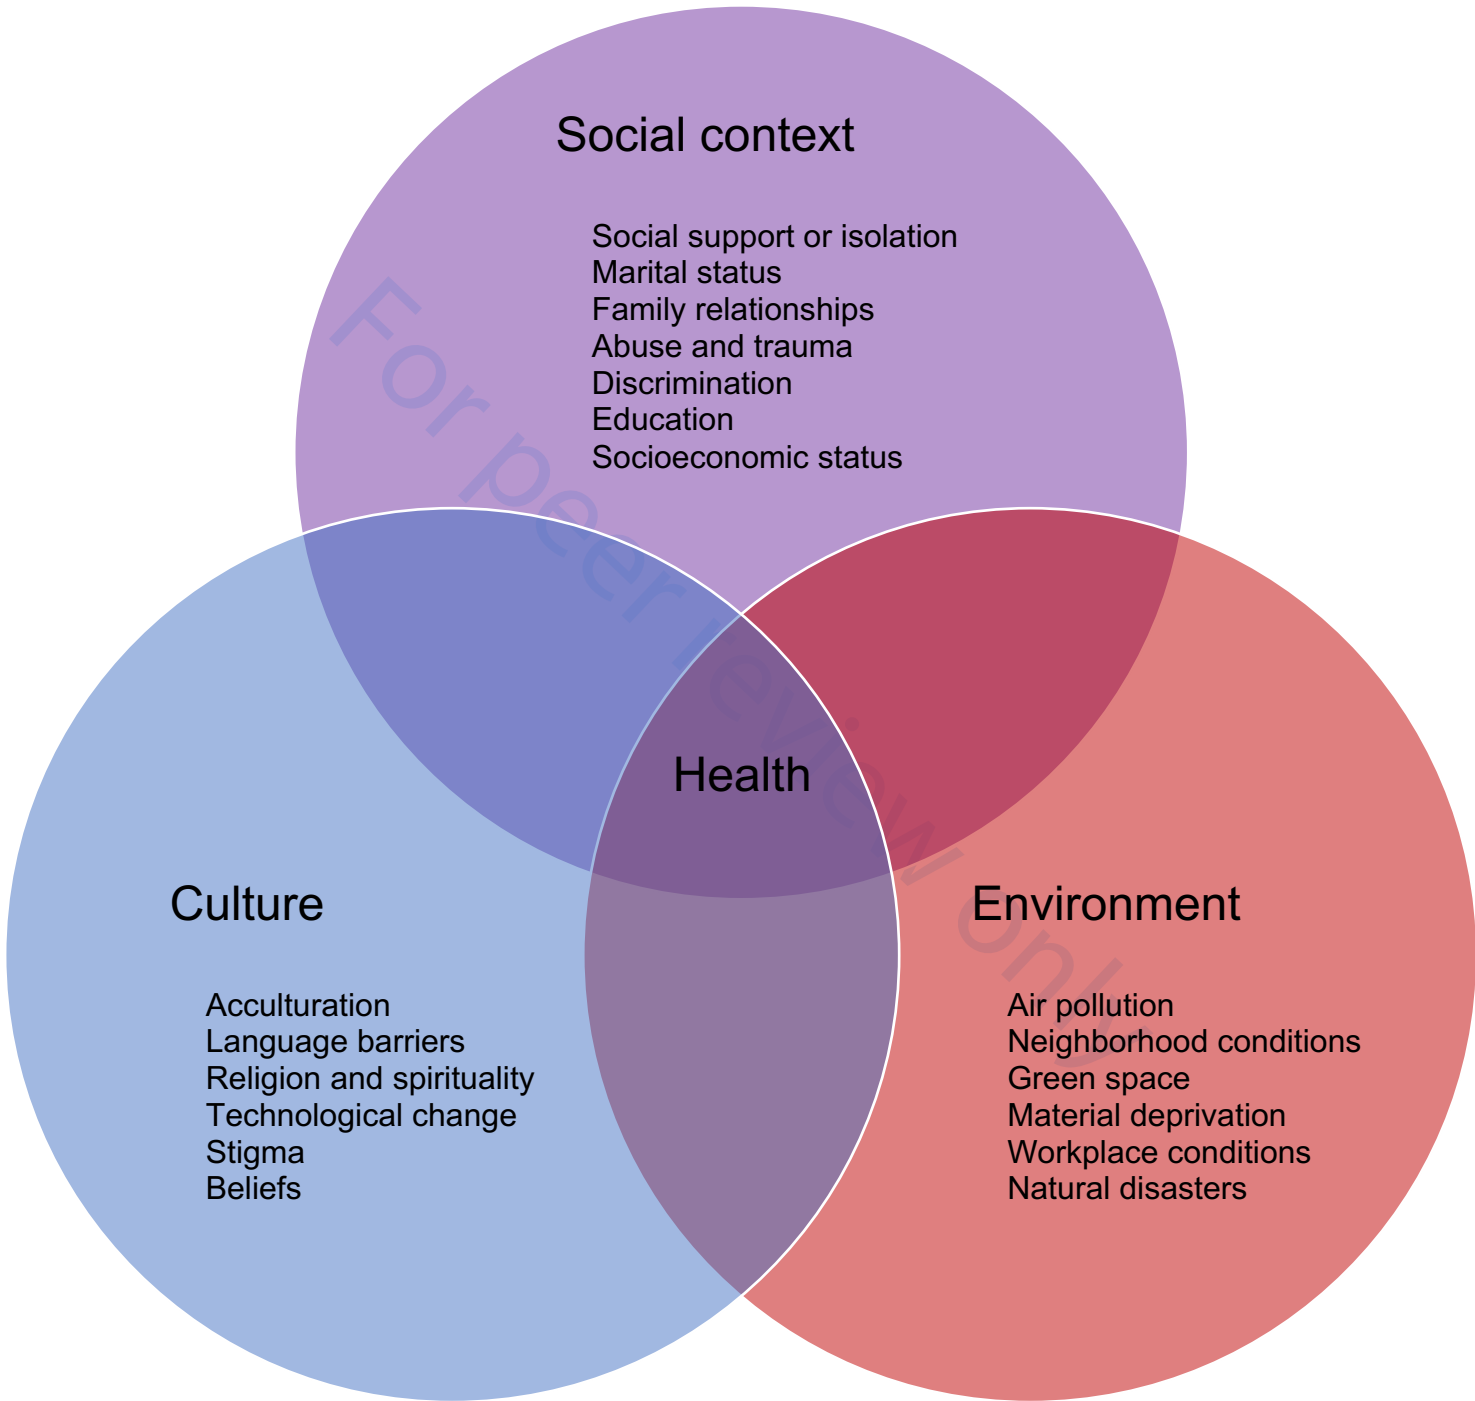 Social context
Social support or isolation
Marital status
Family relationships
Abuse and trauma
Discrimination
Education
Socioeconomic status
For peer review only
Health
Culture
Acculturation
Language barriers
Religion and spirituality
Technological change
Stigma
Beliefs
Environment
Air pollution
Neighborhood conditions
Green space
Material deprivation
Workplace conditions
Natural disasters